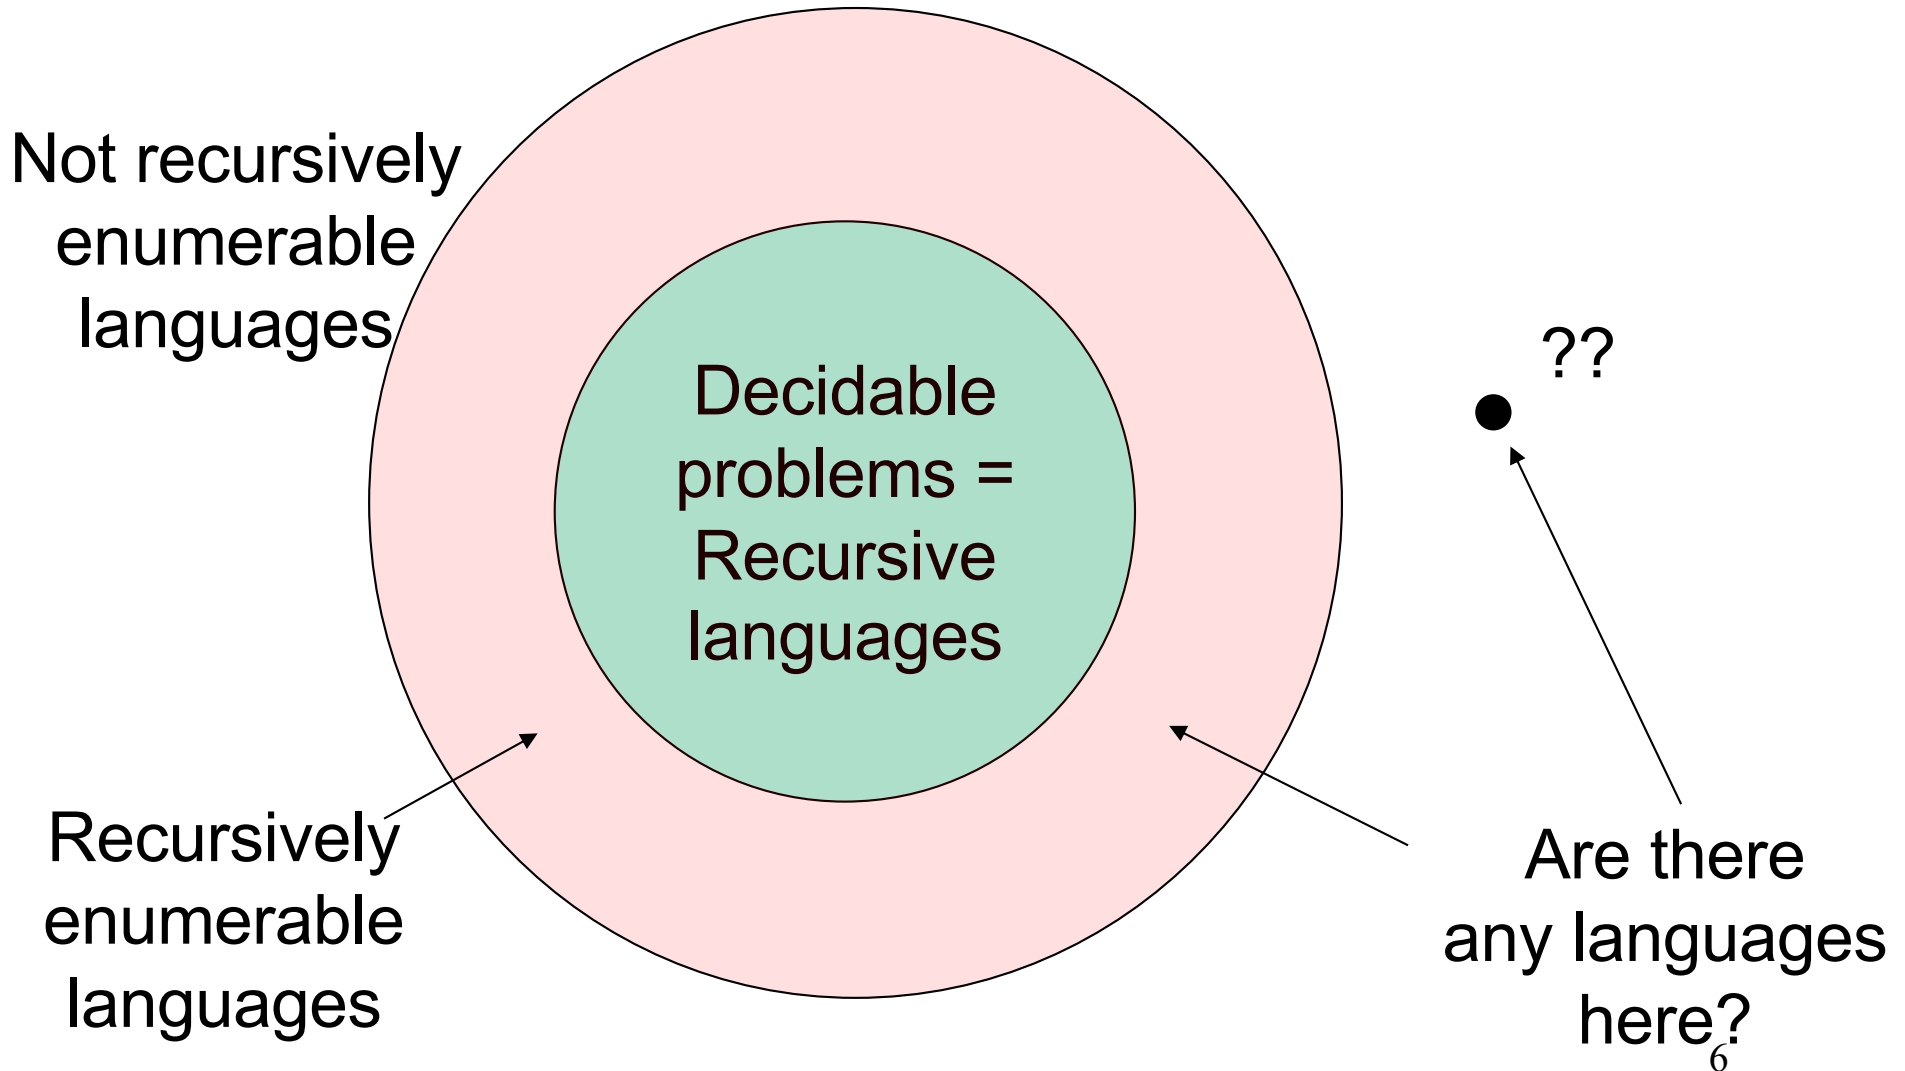 Not recursively
enumerable
languages
Decidable
problems =
Recursive
languages
??
Recursively
enumerable
languages
Are there
any languages
here?
6